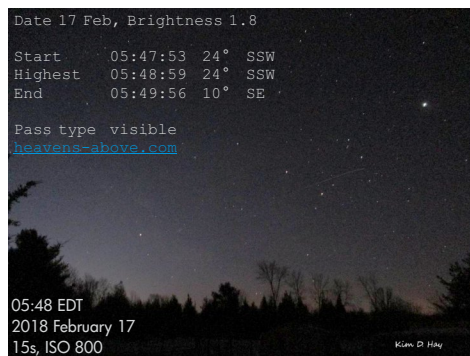 Date 17 Feb, Brightness 1.8
Start 05:47:53 24° SSW
Highest 05:48:59 24° SSW
End 05:49:56 10° SE
Pass type visible
heavens-above.com
05:48 EDT
2018 February 17
15s, ISO 800
Kim D. Hay